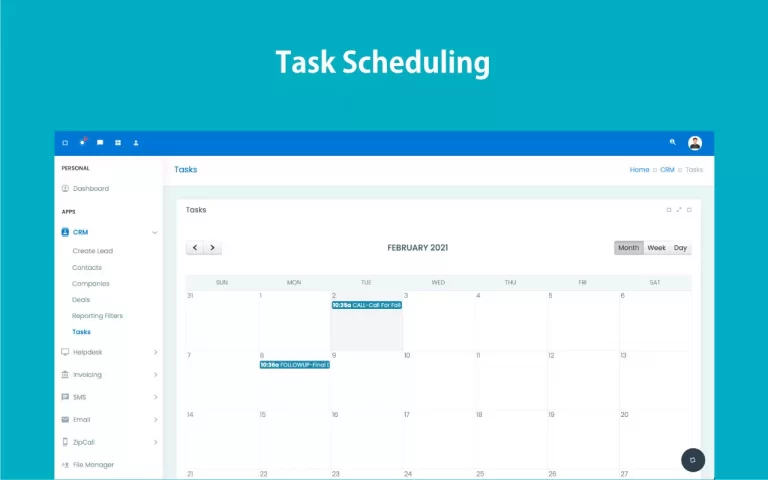 Task Scheduling
PERSONAL
Tasks
Home CRM Tasks
Dashboard
APPS
Tasks
CRM
Create Lead
FEBRUARY 2021
Month Week Day
Contacts
Companies
Deals
Reporting Filters
Tasks
Helpdesk
Invoicing
SMS
Email
ZipCall
File Manager
SUN MON TUE WED THU FRI SAT
31 1 2 3 4 5 6
10:35a CALL-Call For
7 8 9 10 11 12 13
10:36a FOLLOWUP-Final
14 15 16 17 18 19 20
21 22 23 24 25 26 27